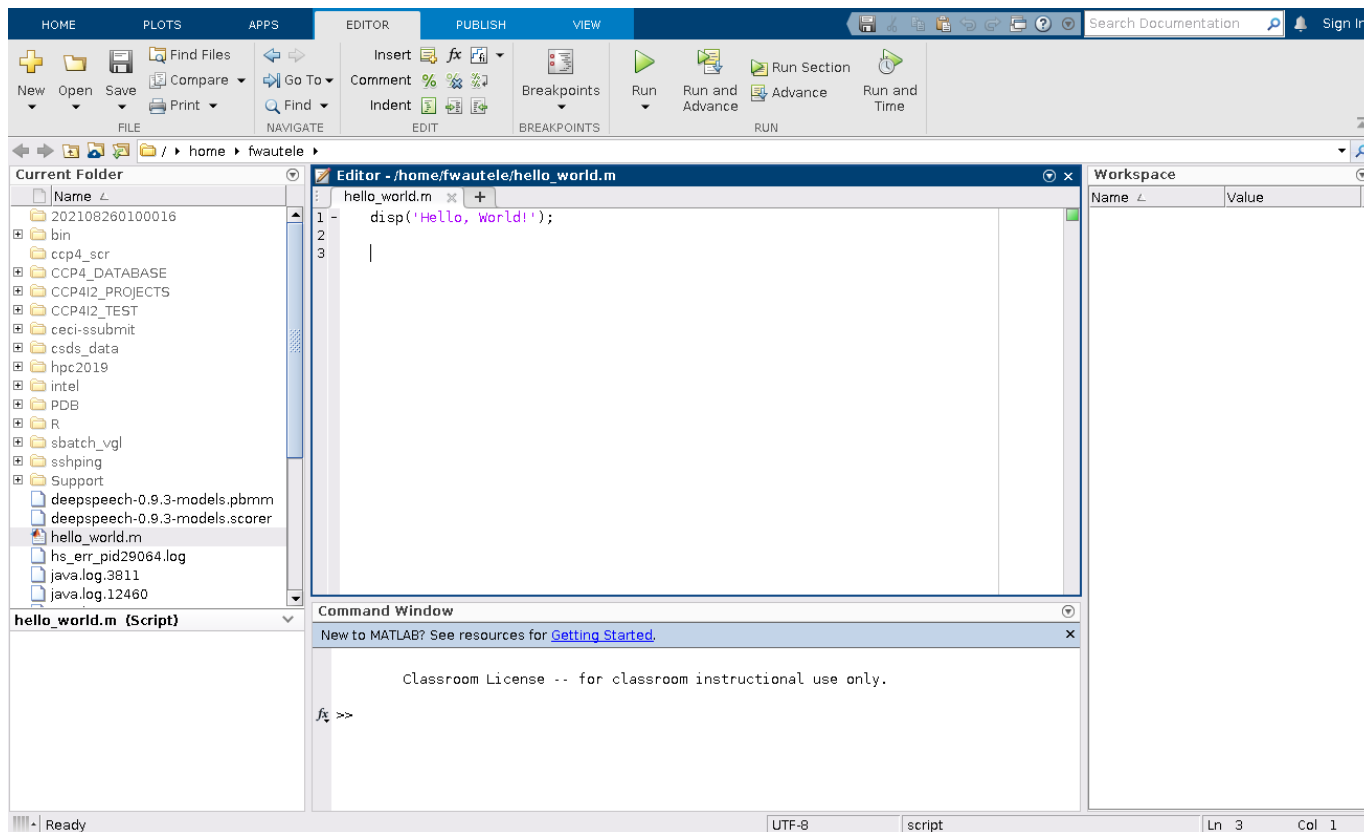 HOME PLOTS APPS EDITOR PUBLISH VIEW Search Documentation Sign In
Find Files Insert fx
New Open Save Compare Go To Comment Breakpoints Run Run and Advance Run Section Run and Time
Print Find Indent Advance
FILE NAVIGATE EDIT BREAKPOINTS RUN
/ home fwautele
Current Folder
Name
202108260100016
bin
ccp4_scr
CCP4_DATABASE
CCP4I2_PROJECTS
CCP4I2_TEST
ceci-ssubmit
csds_data
hpc2019
intel
PDB
R
sbatch_vgl
sshping
Support
deepspeech-0.9.3-models.pbmm
deepspeech-0.9.3-models.scorer
hello_world.m
hs_err_pid29064.log
java.log.3811
java.log.12460
hello_world.m (Script)
Editor - /home/fwautele/hello_world.m
hello_world.m
1 - disp('Hello, World!');
2
3
Command Window
New to MATLAB? See resources for Getting Started.
Classroom License -- for classroom instructional use only.
fx >>
Workspace
Name Value
Ready UTF-8 script Ln 3 Col 1